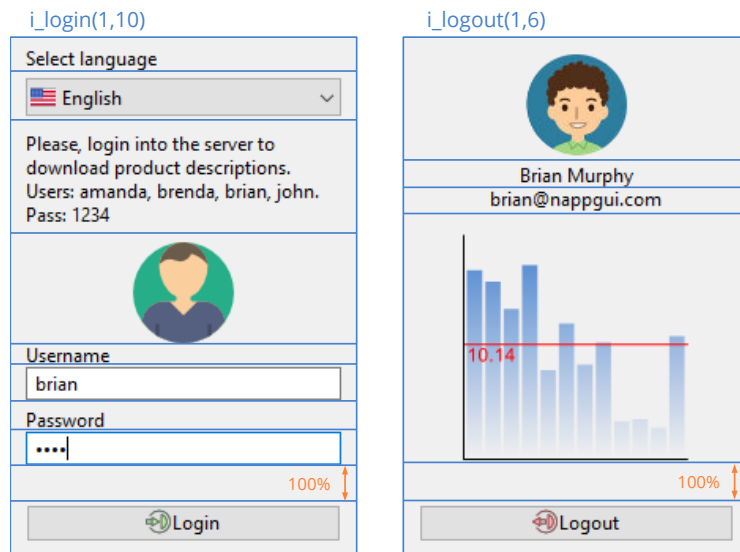 i_login(1,10)
Select language
English
Please, login into the server to
download product descriptions.
Users: amanda, brenda, brian, john.
Pass: 1234
Username
brian
Password
••••
100%
Login
i_logout(1,6)
Brian Murphy
brian@nappgui.com
10.14
100%
Logout